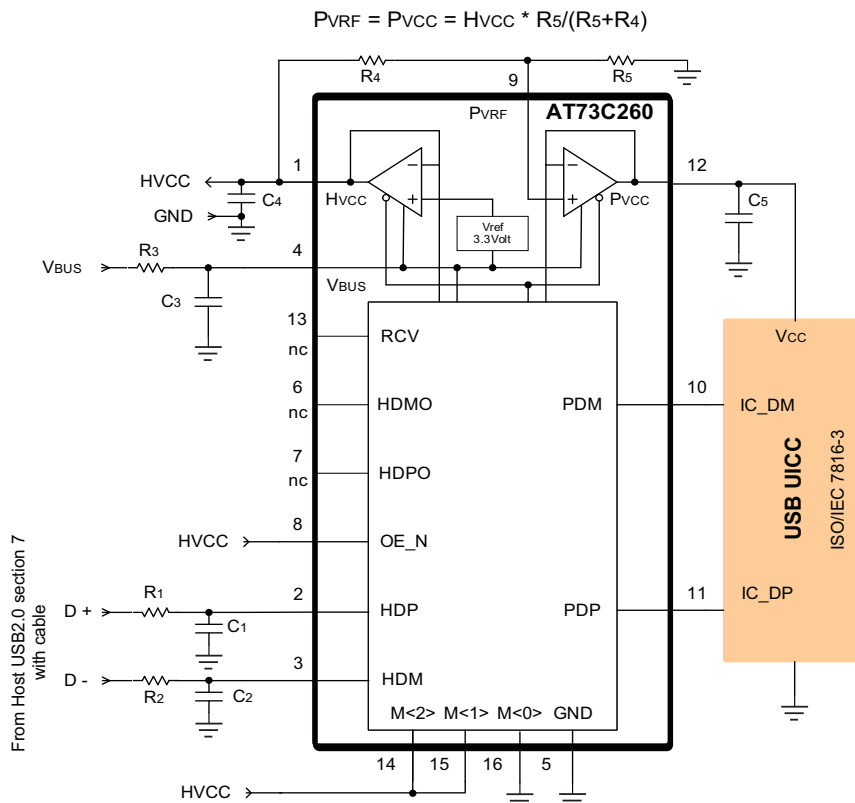 PVRF = PVCC = HVCC * R5/(R5+R4)
R4
9
R5
PVRF
AT73C260
1
12
HVCC
C4
HVCC
PVCC
C5
GND
Vref
3.3Volt
R3
4
VBUS
VBUS
C3
13
nc
RCV
VCC
6
nc
HDMO
PDM
10
IC_DM
7
nc
HDPO
USB UICC
ISO/IEC 7816-3
HVCC
8
OE_N
From Host USB2.0 section 7
with cable
D +
R1
2
HDP
PDP
11
IC_DP
C1
D -
R2
3
HDM
C2
M<2> M<1> M<0> GND
14 15 16 5
HVCC